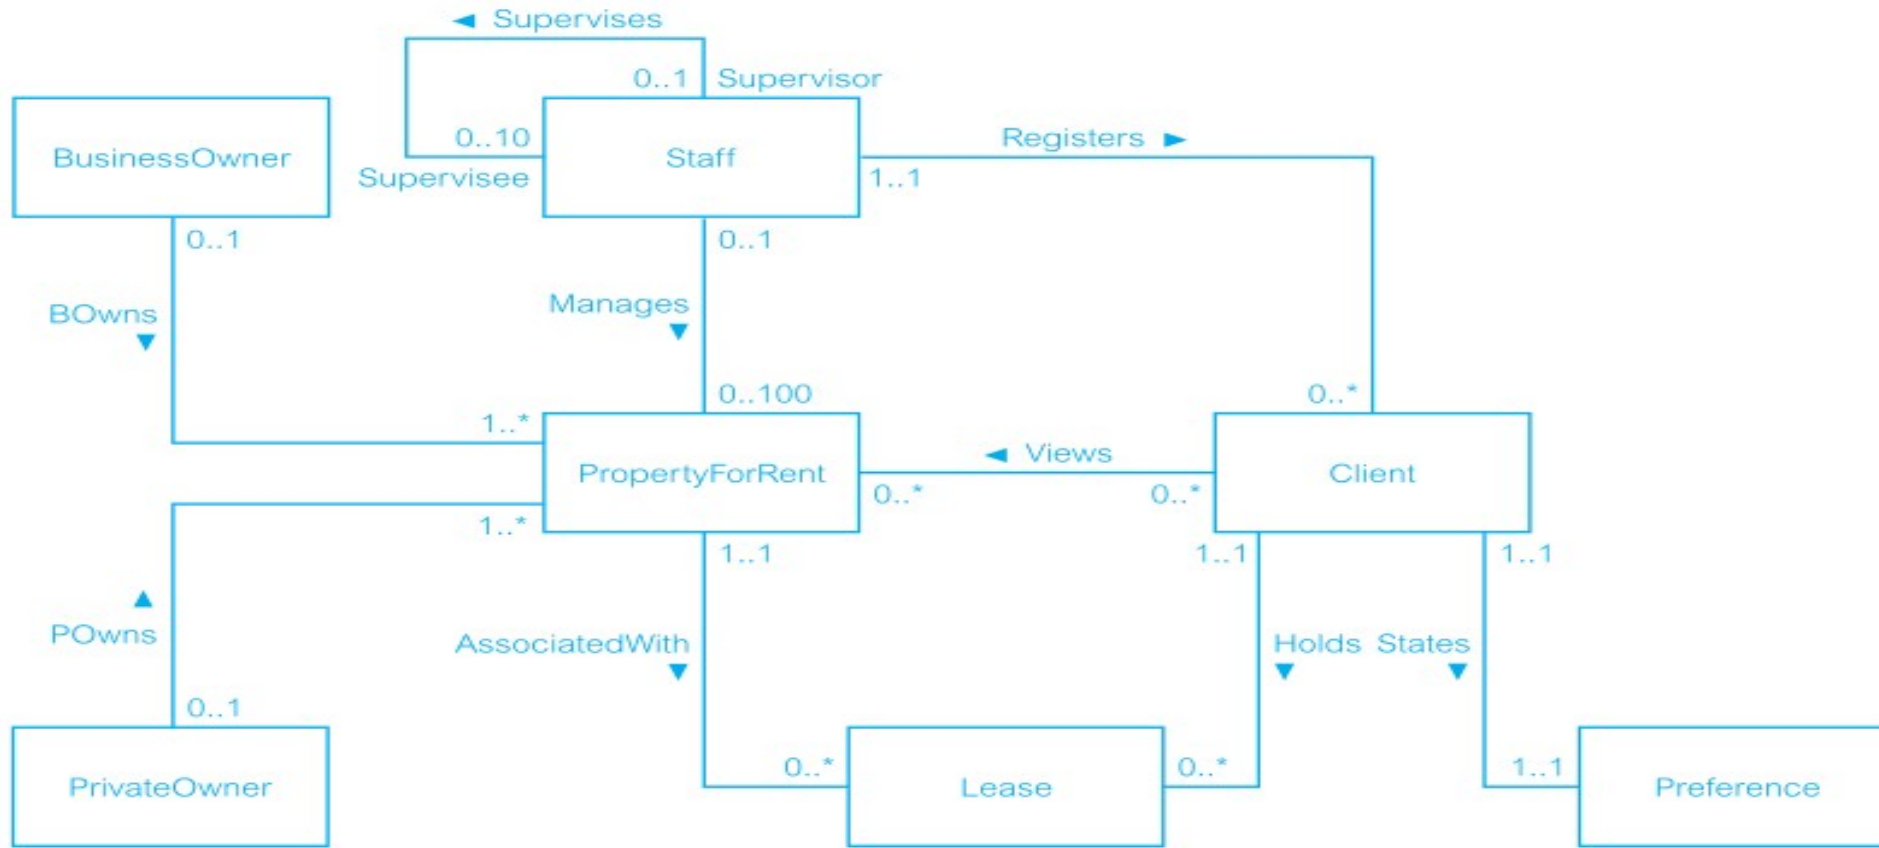 ◄ Supervises
0..1 Supervisor
0..10
Supervisee
BusinessOwner
Staff
Registers ►
1..1
0..1
0..1
BOwns
▼
Manages
▼
1..*
0..100
0..*
PropertyForRent
◄ Views
0..*
0..*
Client
1..*
1..1
1..1
1..1
▲
POwns
AssociatedWith
▼
Holds
▼
States
▼
0..1
PrivateOwner
0..*
Lease
0..*
1..1
Preference